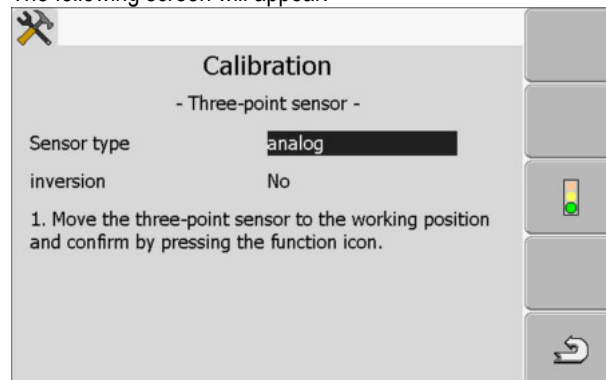 The following screen will appear:
Calibration
- Three-point sensor -
Sensor type analog
inversion No
1. Move the three-point sensor to the working position
and confirm by pressing the function icon.